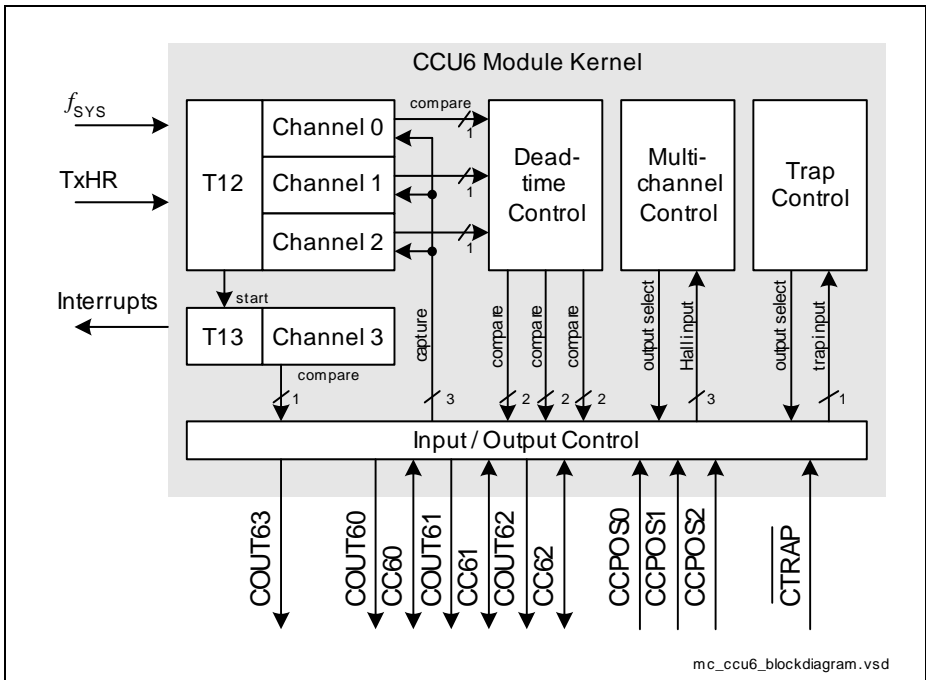 CCU6 Module Kernel
fSYS
TxHR
Interrupts
T12
Channel 0
Channel 1
Channel 2
compare
1
1
1
Dead-
time
Control
Multi-
channel
Control
Trap
Control
start
T13
Channel 3
compare
1
capture
3
compare
2
compare
2
compare
2
output select
Hall input
3
output select
trap input
1
Input / Output Control
COUT63
COUT60
CC60
COUT61
CC61
COUT62
CC62
CCPOS0
CCPOS1
CCPOS2
CTRAP
mc_ccu6_blockdiagram.vsd